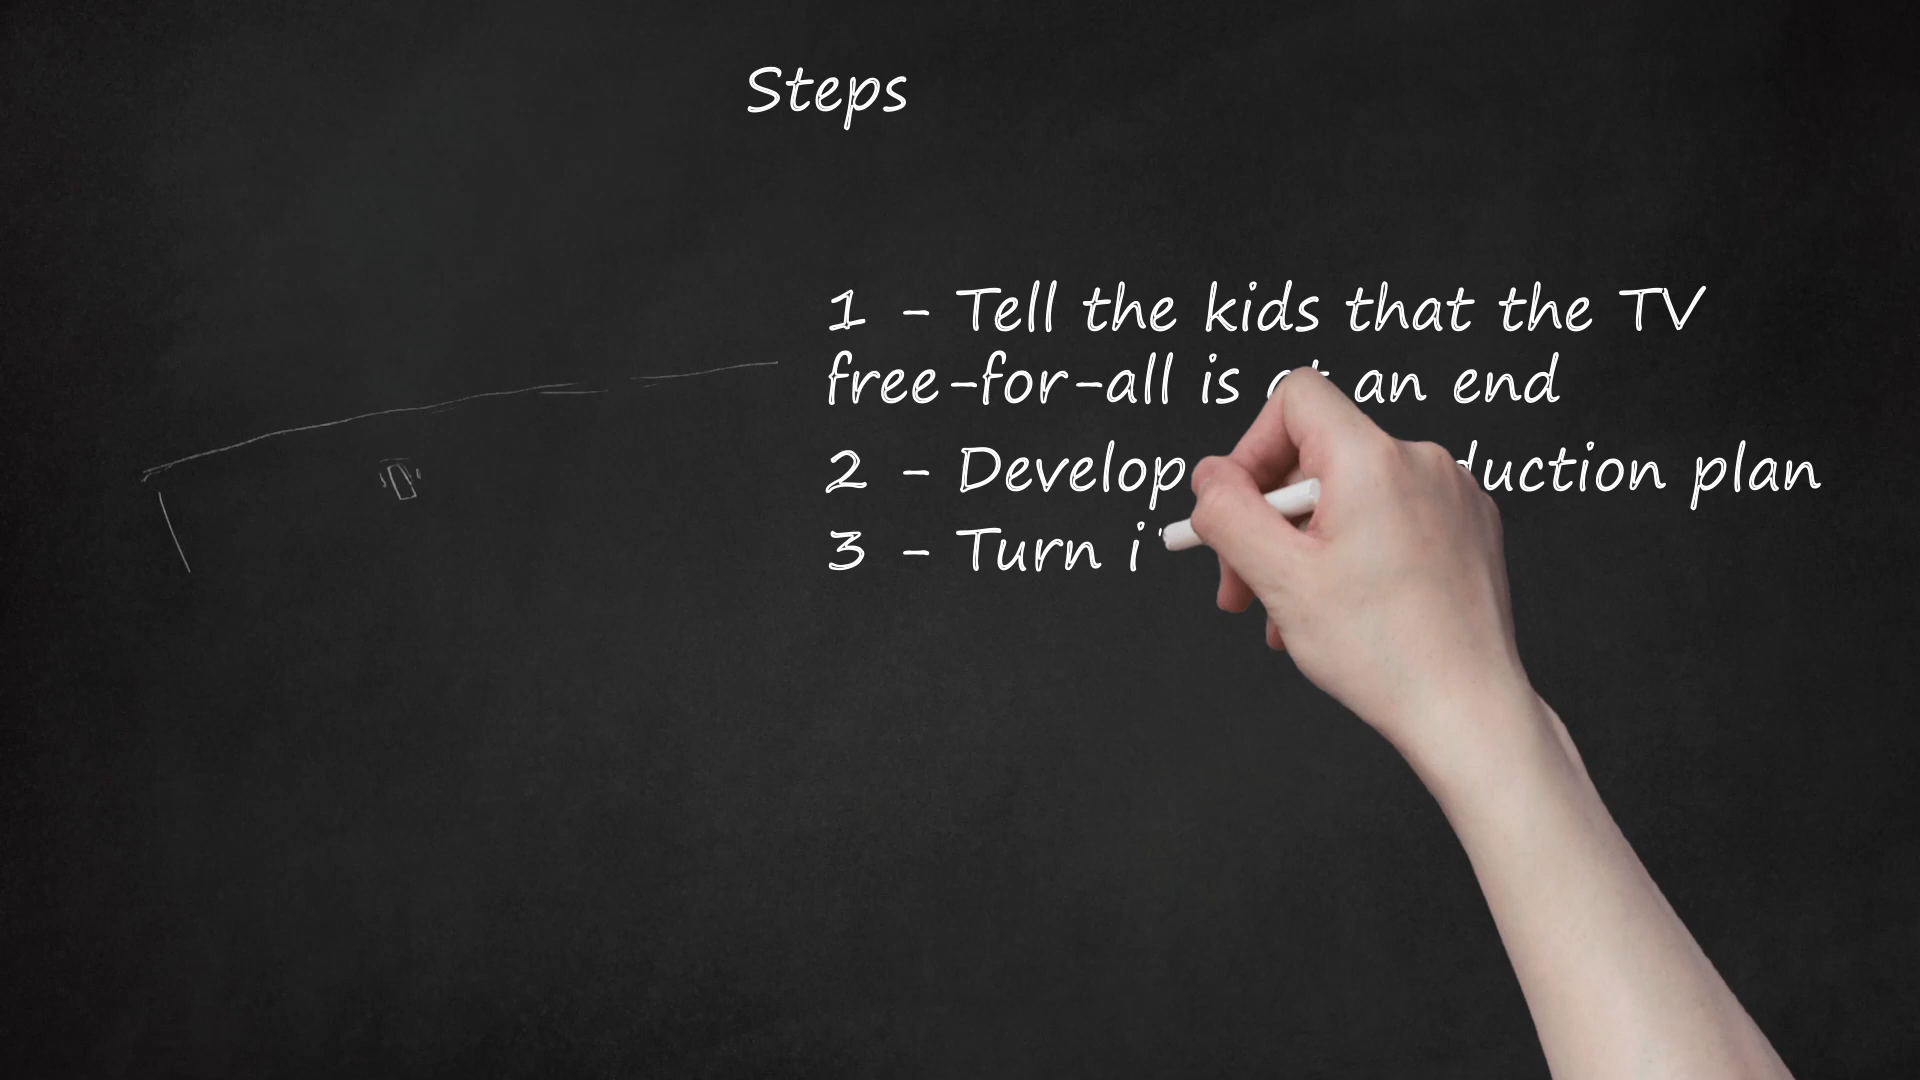 Steps
1 - Tell the kids that the TV
free-for-all is at an end
2 - Develop plan
3 - Turn